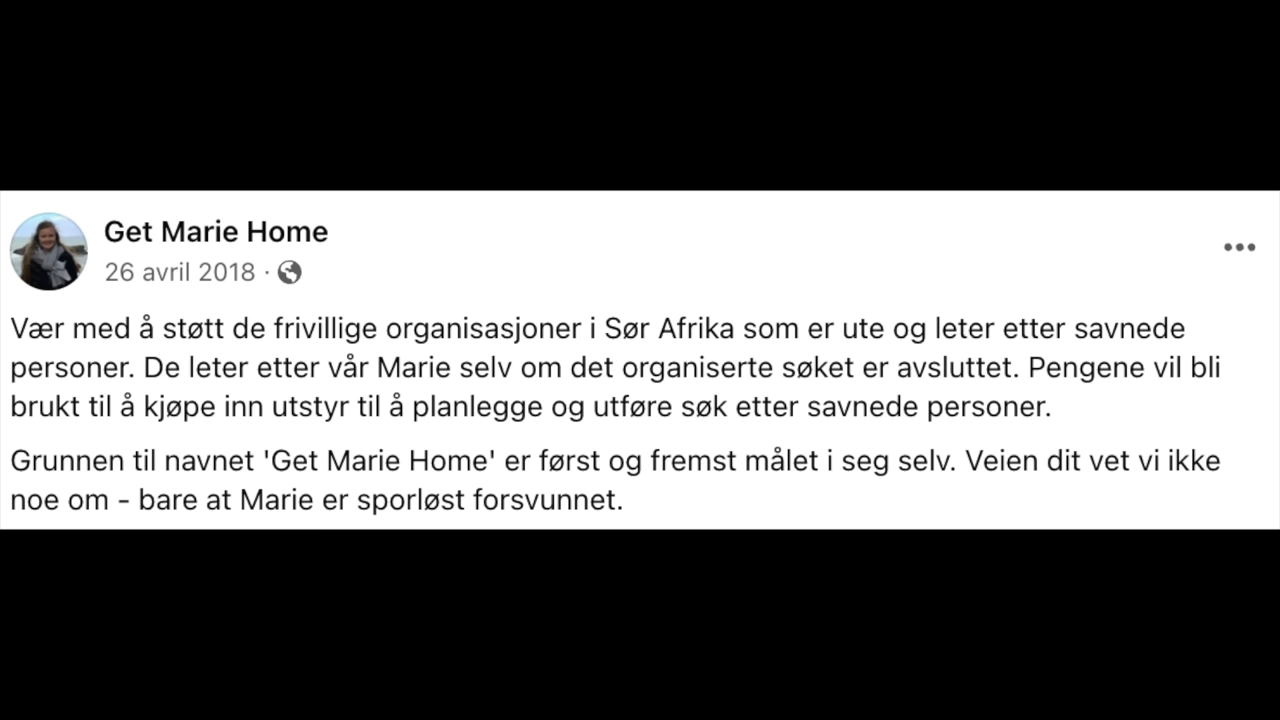 Get Marie Home
26 avril 2018 ·
Vær med å støtt de frivillige organisasjoner i Sør Afrika som er ute og leter etter savnede
personer. De leter etter vår Marie selv om det organiserte søket er avsluttet. Pengene vil bli
brukt til å kjøpe inn utstyr til å planlegge og utføre søk etter savnede personer.
Grunnen til navnet 'Get Marie Home' er først og fremst målet i seg selv. Veien dit vet vi ikke
noe om - bare at Marie er sporløst forsvunnet.